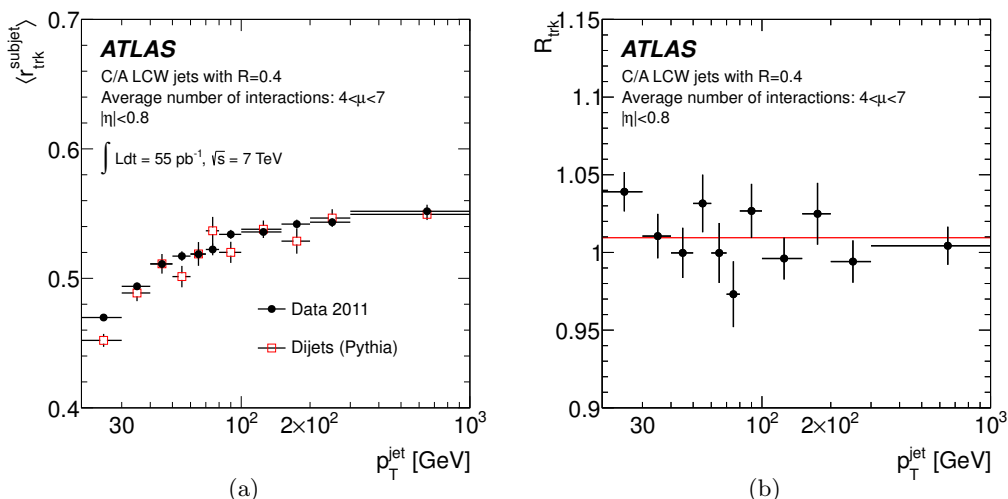 ⟨r_trk^subjet⟩
0.7
0.6
0.5
0.4
ATLAS
C/A LCW jets with R=0.4
Average number of interactions: 4<μ<7
|η|<0.8
∫ Ldt = 55 pb⁻¹, √s = 7 TeV
Data 2011
Dijets (Pythia)
30 10² 2×10² 10³
p_T^jet [GeV]
(a)
R_trk
1.15
1.1
1.05
1
0.95
0.9
ATLAS
C/A LCW jets with R=0.4
Average number of interactions: 4<μ<7
|η|<0.8
30 10² 2×10² 10³
p_T^jet [GeV]
(b)